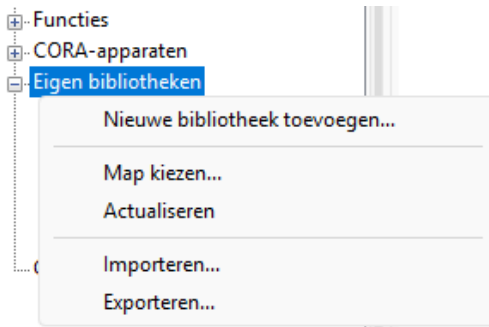 Functies
CORA-apparaten
Eigen bibliotheken
Nieuwe bibliotheek toevoegen...
Map kiezen...
Actualiseren
Importeren...
Exporteren...